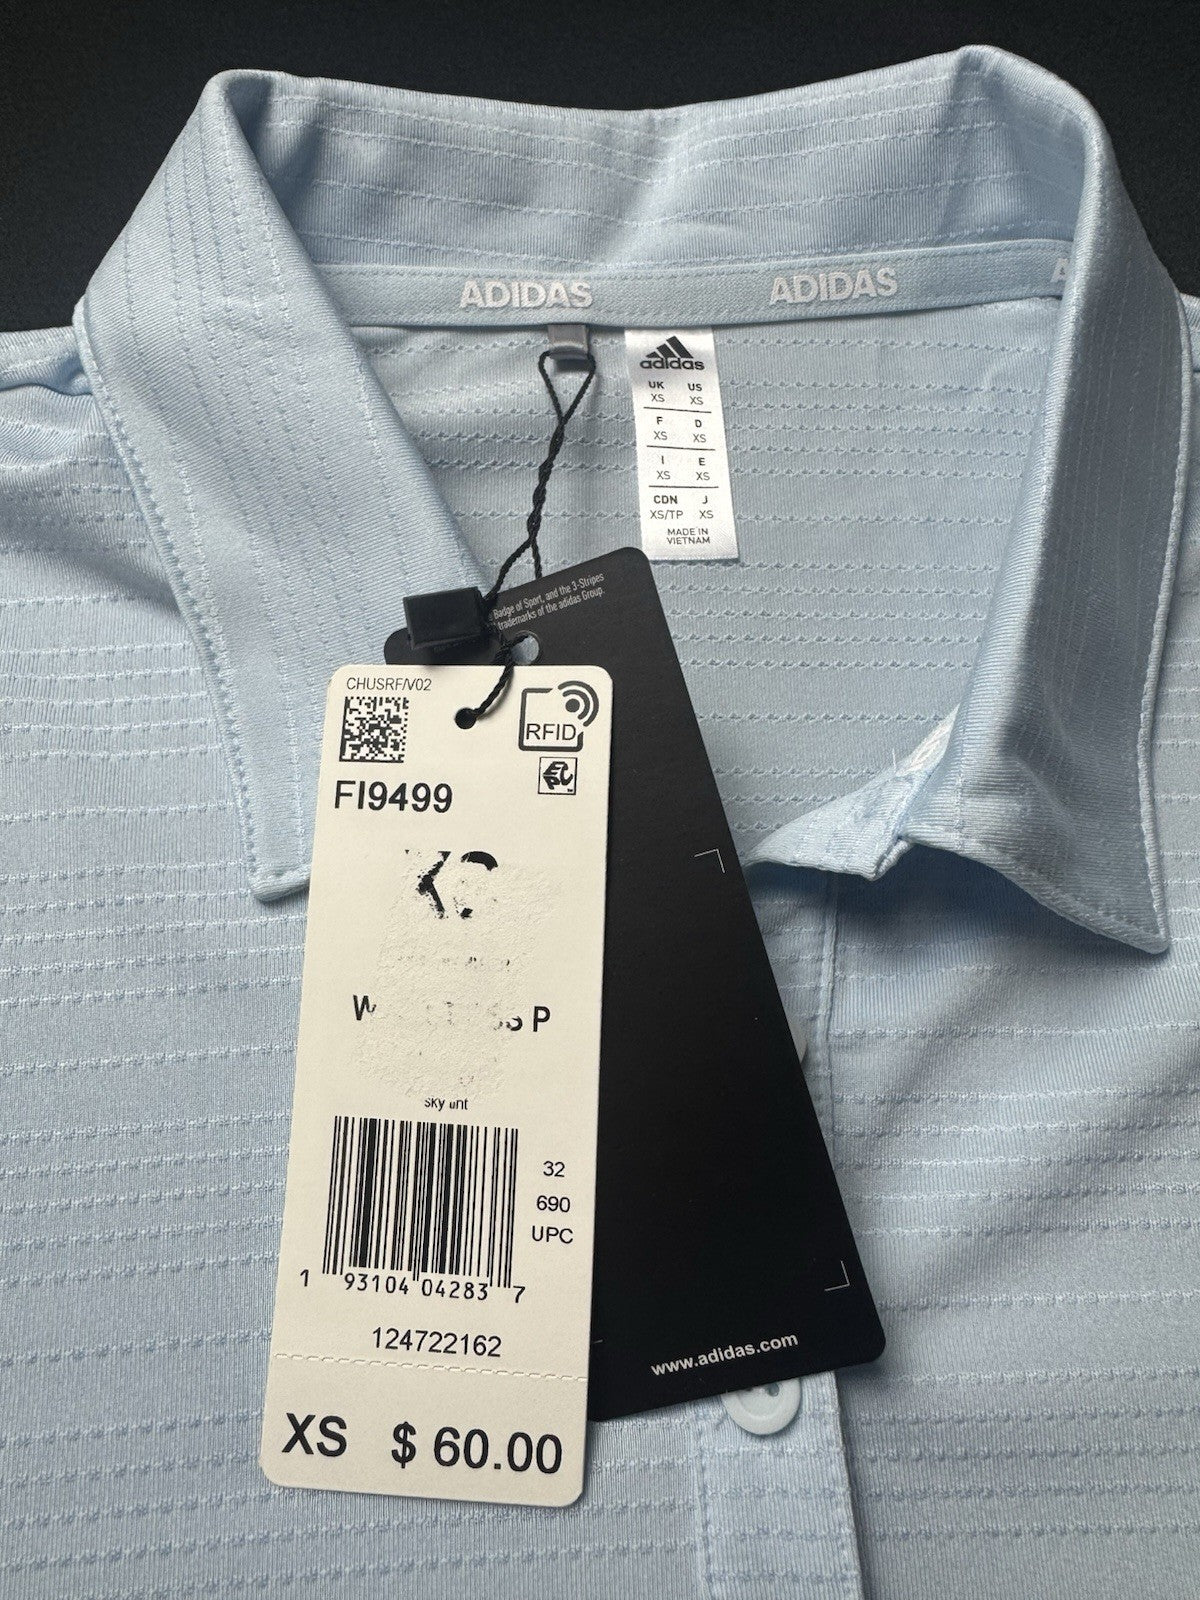 ADIDAS ADIDAS A
adidas
UK US
XS XS
F D
XS XS
I E
XS XS
CDN J
XS/TP XS
MADE IN
VIETNAM
Badge of Sport, and the 3-Stripes
trademarks of the adidas Group.
CHUSRF/V02
RFID
EPC
FI9499
P
sky tint
32
690
UPC
1 93104 04283 7
124722162
XS $ 60.00
www.adidas.com